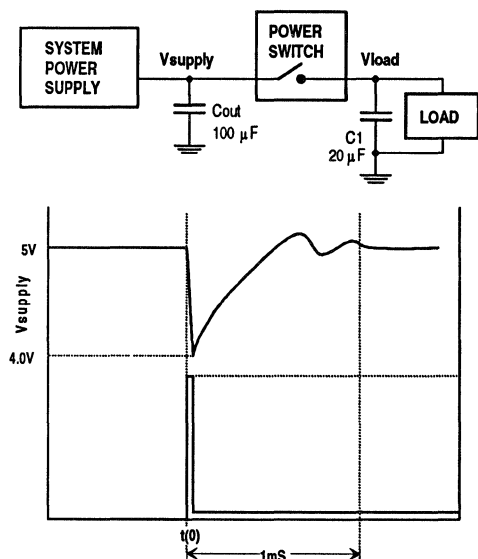 SYSTEM
POWER
SUPPLY
Vsupply
POWER
SWITCH
Vload
Cout
100 μF
C1
20 μF
LOAD
5V
Vsupply
4.0V
t(0)
1mS